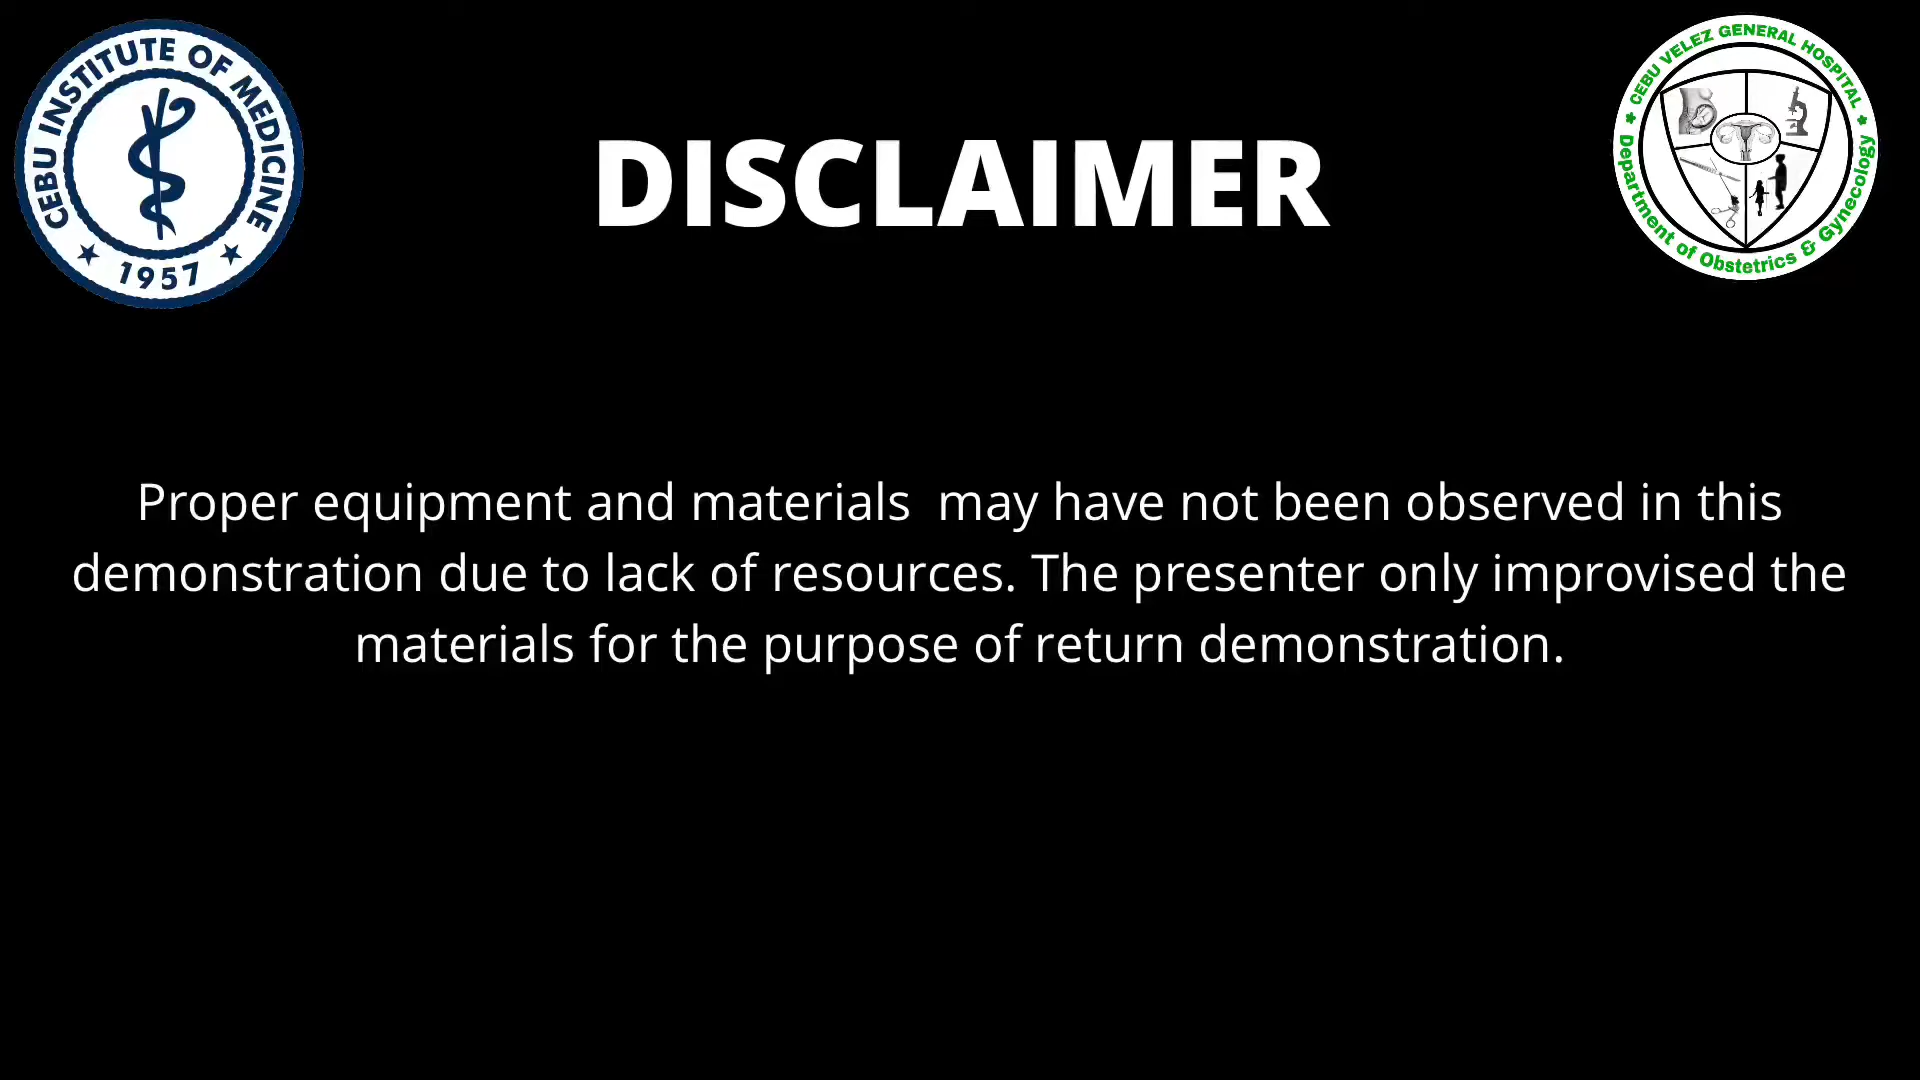 CEBU INSTITUTE OF MEDICINE
1957
CEBU VELEZ GENERAL HOSPITAL
Department of Obstetrics & Gynecology
DISCLAIMER
Proper equipment and materials  may have not been observed in this
demonstration due to lack of resources. The presenter only improvised the
materials for the purpose of return demonstration.